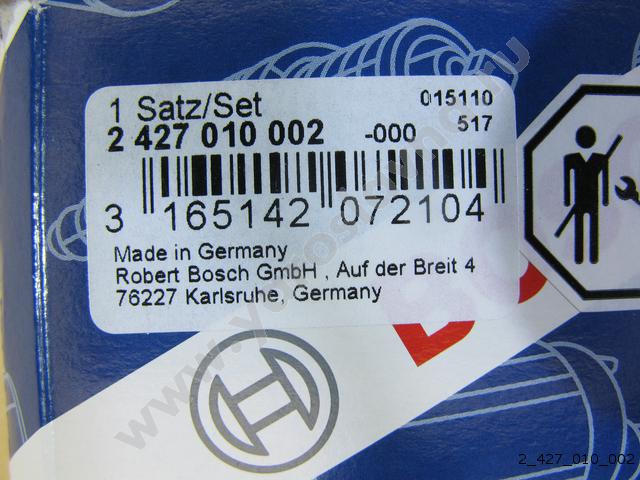 1 Satz/Set
015110
2 427 010 002 -000 517
3 165142 072104
Made in Germany
Robert Bosch GmbH , Auf der Breit 4
76227 Karlsruhe, Germany
2_427_010_002